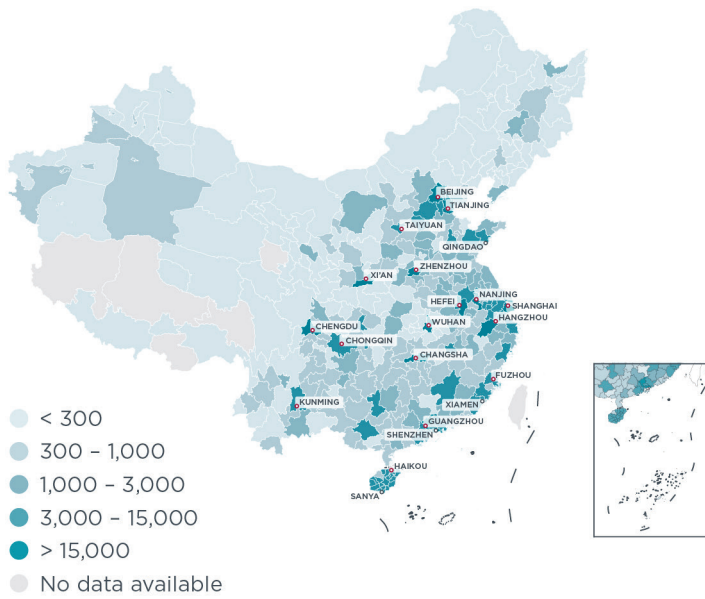 BEIJING
TIANJING
TAIYUAN
QINGDAO
XI'AN
ZHENZHOU
HEFEI
NANJING
SHANGHAI
HANGZHOU
WUHAN
CHENGDU
CHONGQIN
CHANGSHA
FUZHOU
KUNMING
XIAMEN
GUANGZHOU
SHENZHEN
HAIKOU
SANYA
< 300
300 – 1,000
1,000 – 3,000
3,000 – 15,000
> 15,000
No data available